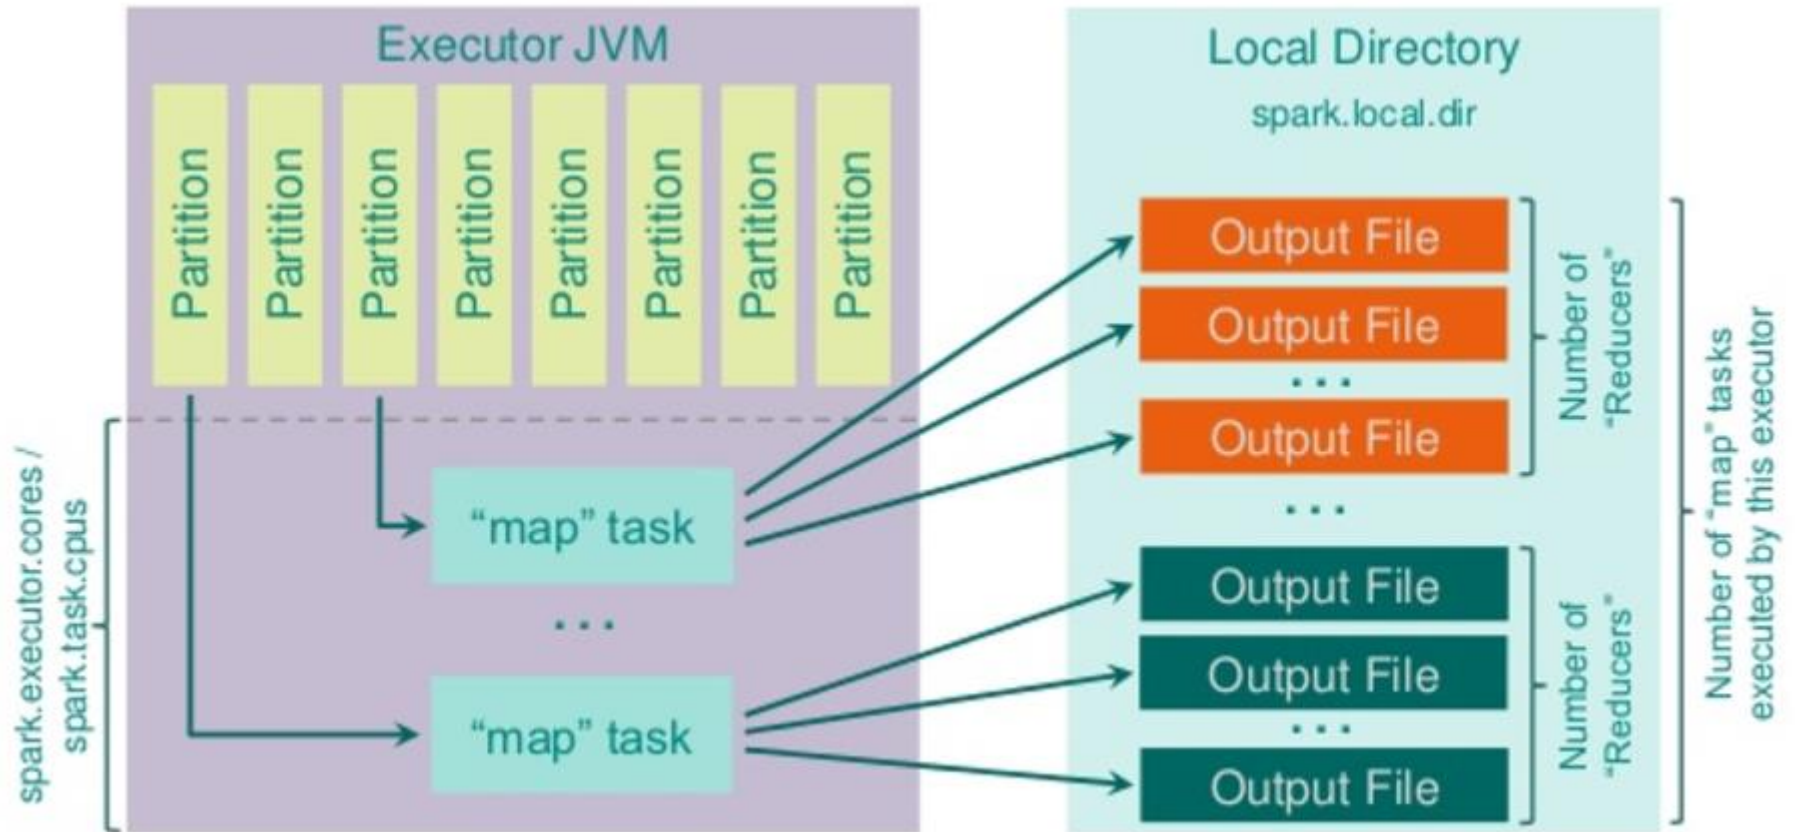 Executor JVM
Partition
Partition
Partition
Partition
Partition
Partition
Partition
Partition
spark.executor.cores /
spark.task.cpus
“map” task
...
“map” task
Local Directory
spark.local.dir
Output File
Output File
...
Output File
Number of
“Reducers”
...
Output File
Output File
...
Output File
Number of
“Reducers”
Number of “map” tasks
executed by this executor